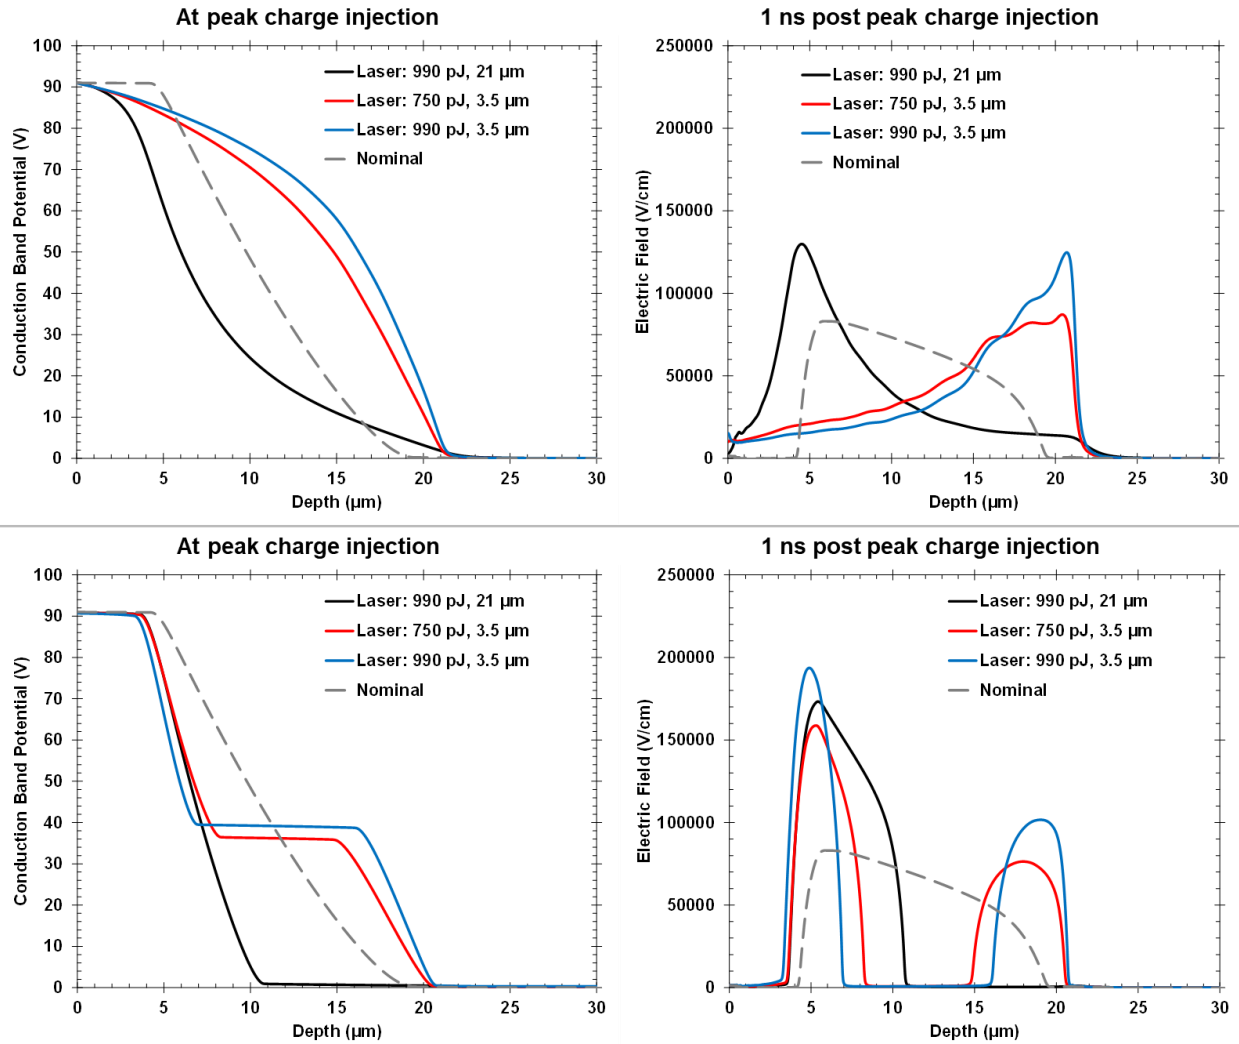 At peak charge injection
100
90
80
70
60
50
40
30
20
10
0
Conduction Band Potential (V)
Laser: 990 pJ, 21 µm
Laser: 750 pJ, 3.5 µm
Laser: 990 pJ, 3.5 µm
Nominal
0 5 10 15 20 25 30
Depth (µm)
1 ns post peak charge injection
250000
200000
150000
100000
50000
0
Electric Field (V/cm)
Laser: 990 pJ, 21 µm
Laser: 750 pJ, 3.5 µm
Laser: 990 pJ, 3.5 µm
Nominal
0 5 10 15 20 25 30
Depth (µm)
At peak charge injection
100
90
80
70
60
50
40
30
20
10
0
Conduction Band Potential (V)
Laser: 990 pJ, 21 µm
Laser: 750 pJ, 3.5 µm
Laser: 990 pJ, 3.5 µm
Nominal
0 5 10 15 20 25 30
Depth (µm)
1 ns post peak charge injection
250000
200000
150000
100000
50000
0
Electric Field (V/cm)
Laser: 990 pJ, 21 µm
Laser: 750 pJ, 3.5 µm
Laser: 990 pJ, 3.5 µm
Nominal
0 5 10 15 20 25 30
Depth (µm)